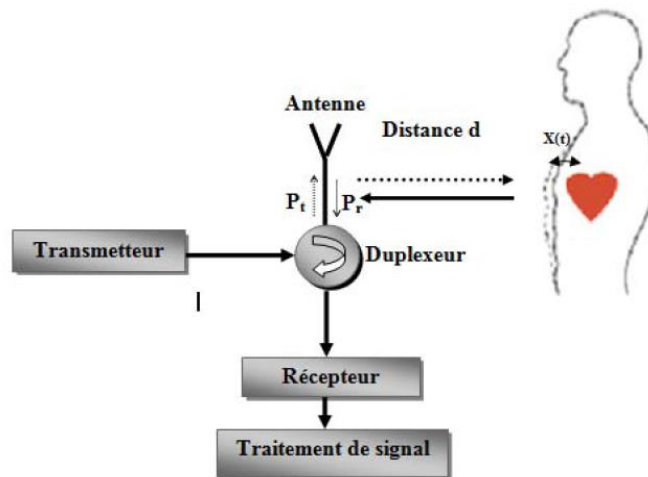 Antenne
Distance d
X(t)
Pt
Pr
Transmetteur
Duplexeur
I
Récepteur
Traitement de signal